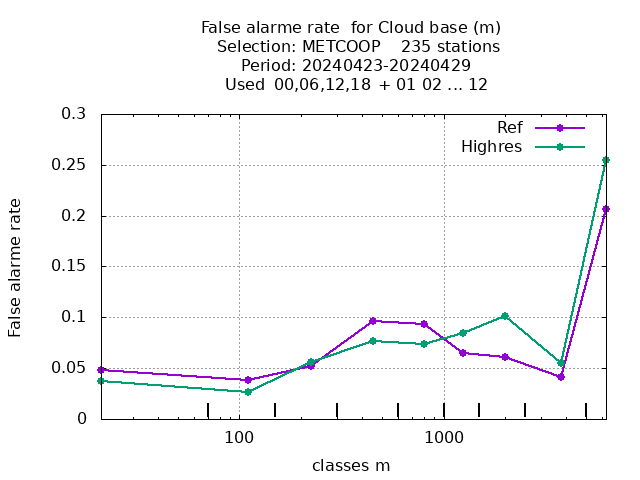 False alarme rate  for Cloud base (m)
Selection: METCOOP    235 stations
Period: 20240423-20240429
Used  00,06,12,18 + 01 02 ... 12
Ref
Highres
0.3
0.25
0.2
0.15
0.1
0.05
0
False alarme rate
100
1000
classes m